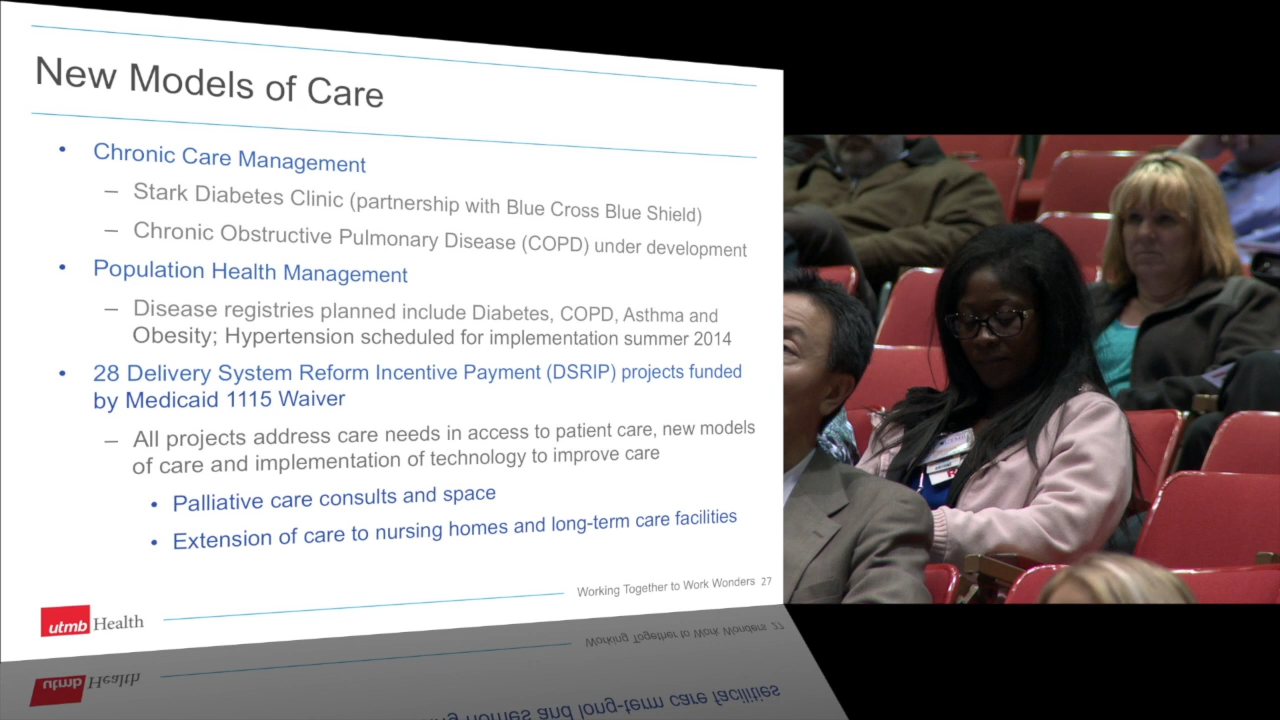 New Models of Care
• Chronic Care Management
– Stark Diabetes Clinic (partnership with Blue Cross Blue Shield)
– Chronic Obstructive Pulmonary Disease (COPD) under development
• Population Health Management
– Disease registries planned include Diabetes, COPD, Asthma and
Obesity; Hypertension scheduled for implementation summer 2014
• 28 Delivery System Reform Incentive Payment (DSRIP) projects funded
by Medicaid 1115 Waiver
– All projects address care needs in access to patient care, new models
of care and implementation of technology to improve care
• Palliative care consults and space
• Extension of care to nursing homes and long-term care facilities
Working Together to Work Wonders 27
utmb Health